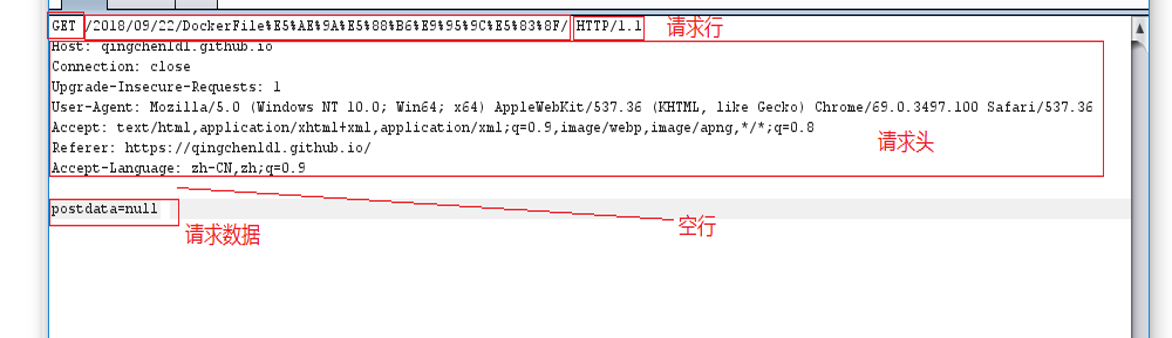 GET /2018/09/22/DockerFile%E5%AE%9A%E5%88%B6%E9%95%9C%E5%83%8F/ HTTP/1.1 请求行
Host: qingchenldl.github.io
Connection: close
Upgrade-Insecure-Requests: 1
User-Agent: Mozilla/5.0 (Windows NT 10.0; Win64; x64) AppleWebKit/537.36 (KHTML, like Gecko) Chrome/69.0.3497.100 Safari/537.36
Accept: text/html,application/xhtml+xml,application/xml;q=0.9,image/webp,image/apng,*/*;q=0.8
请求头
Referer: https://qingchenldl.github.io/
Accept-Language: zh-CN,zh;q=0.9
postdata=null
空行
请求数据